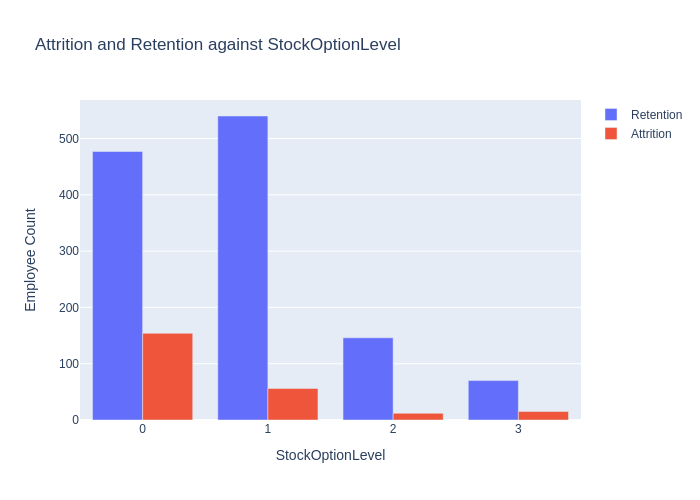 Attrition and Retention against StockOptionLevel
Retention
Attrition
Employee Count
500
400
300
200
100
0
0 1 2 3
StockOptionLevel